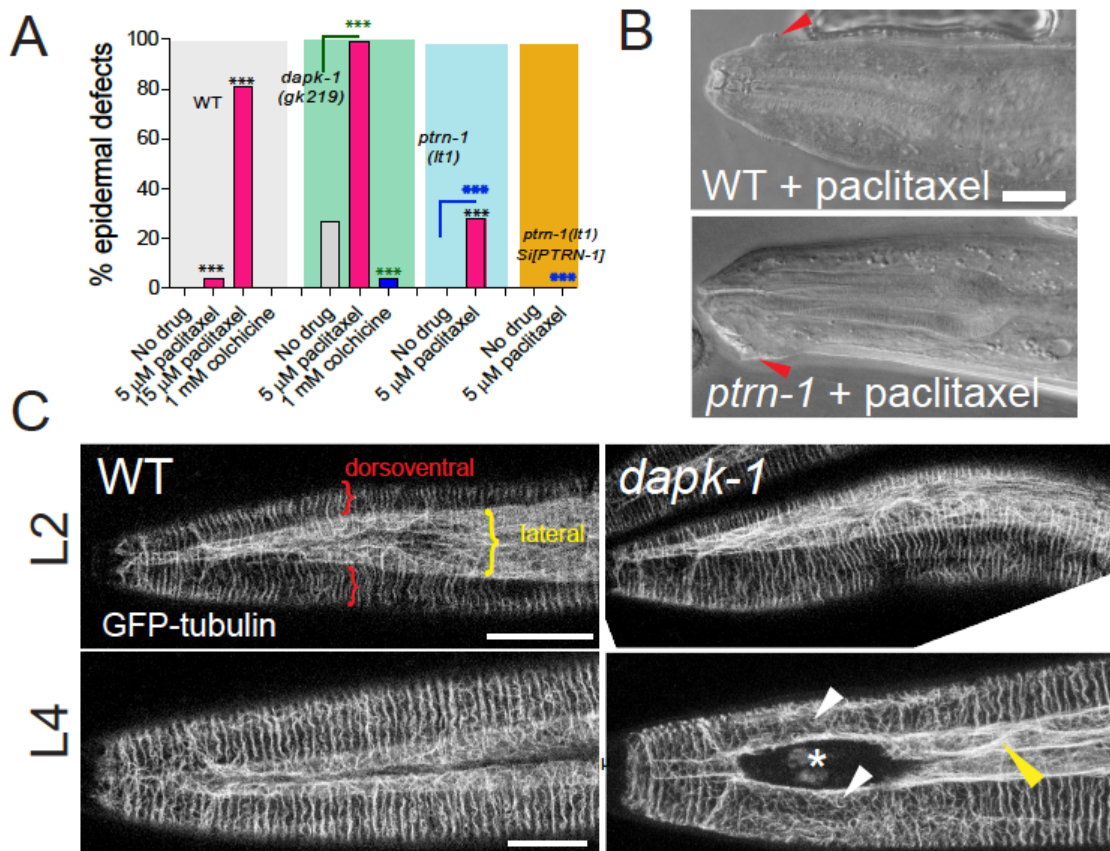 A
% epidermal defects
100
80
60
40
20
0
WT
***
***
dapk-1
(gk219)
***
***
ptrn-1
(lt1)
***
***
ptrn-1(lt1)
Si[PTRN-1]
***
No drug
5 µM paclitaxel
15 µM paclitaxel
1 mM colchicine
No drug
5 µM paclitaxel
1 mM colchicine
No drug
5 µM paclitaxel
No drug
5 µM paclitaxel
B
WT + paclitaxel
ptrn-1 + paclitaxel
C
L2
WT
dorsoventral
lateral
GFP-tubulin
dapk-1
L4
µ
*